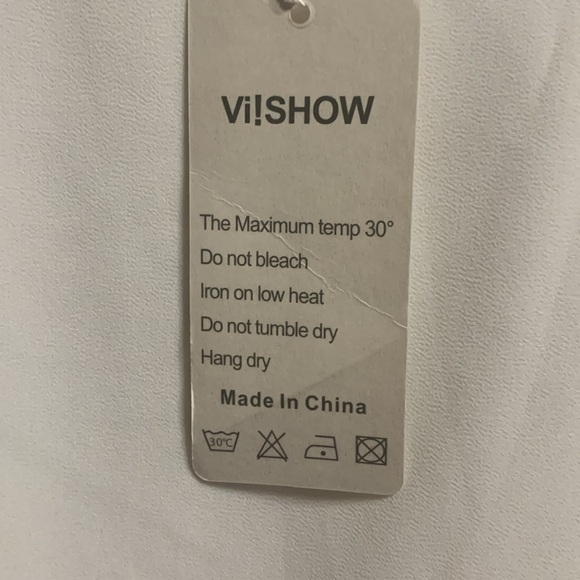 Vi!SHOW
The Maximum temp 30°
Do not bleach
Iron on low heat
Do not tumble dry
Hang dry
Made In China
30°C